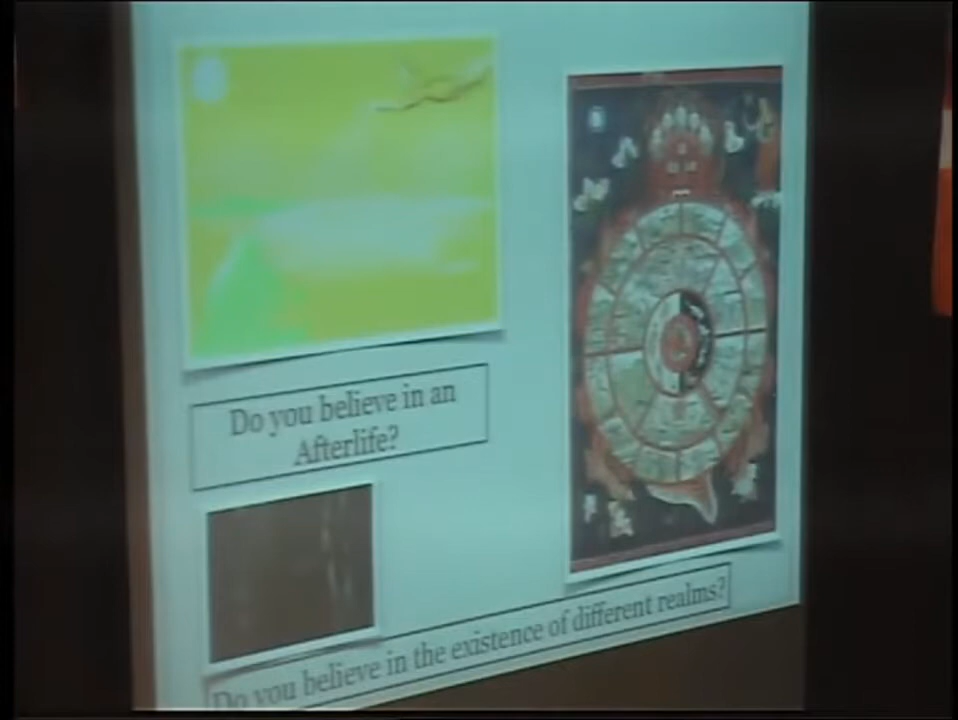 Do you believe in an
Afterlife?
Do you believe in the existence of different realms?